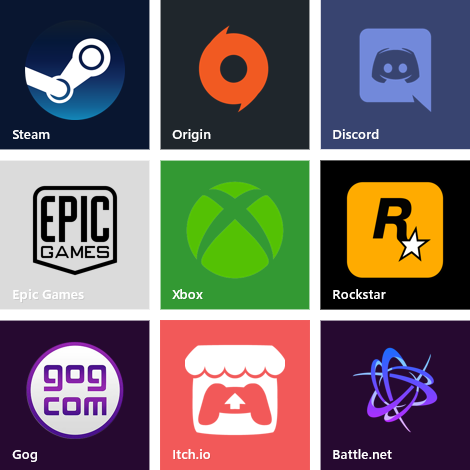 Steam
Origin
Discord
EPIC
GAMES
Epic Games
Xbox
R
Rockstar
gog
com
Gog
Itch.io
Battle.net